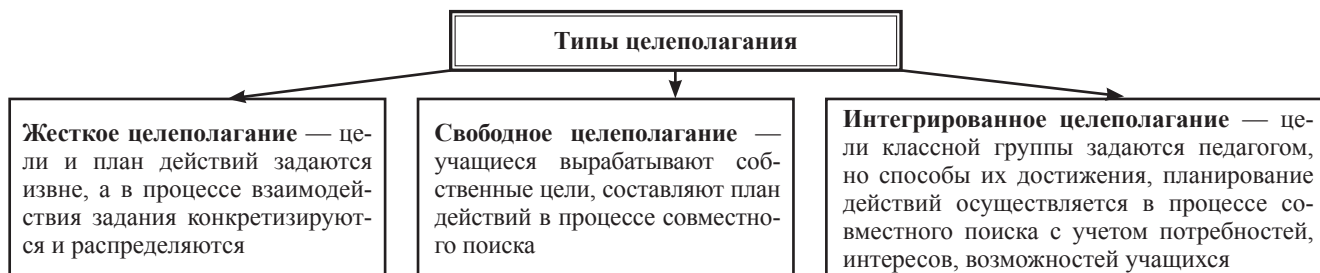 Типы целеполагания
Жесткое целеполагание — це-
ли и план действий задаются
извне, а в процессе взаимодей-
ствия задания конкретизируют-
ся и распределяются
Свободное целеполагание —
учащиеся вырабатывают соб-
ственные цели, составляют план
действий в процессе совместно-
го поиска
Интегрированное целеполагание — це-
ли классной группы задаются педагогом,
но способы их достижения, планирование
действий осуществляется в процессе со-
вместного поиска с учетом потребностей,
интересов, возможностей учащихся